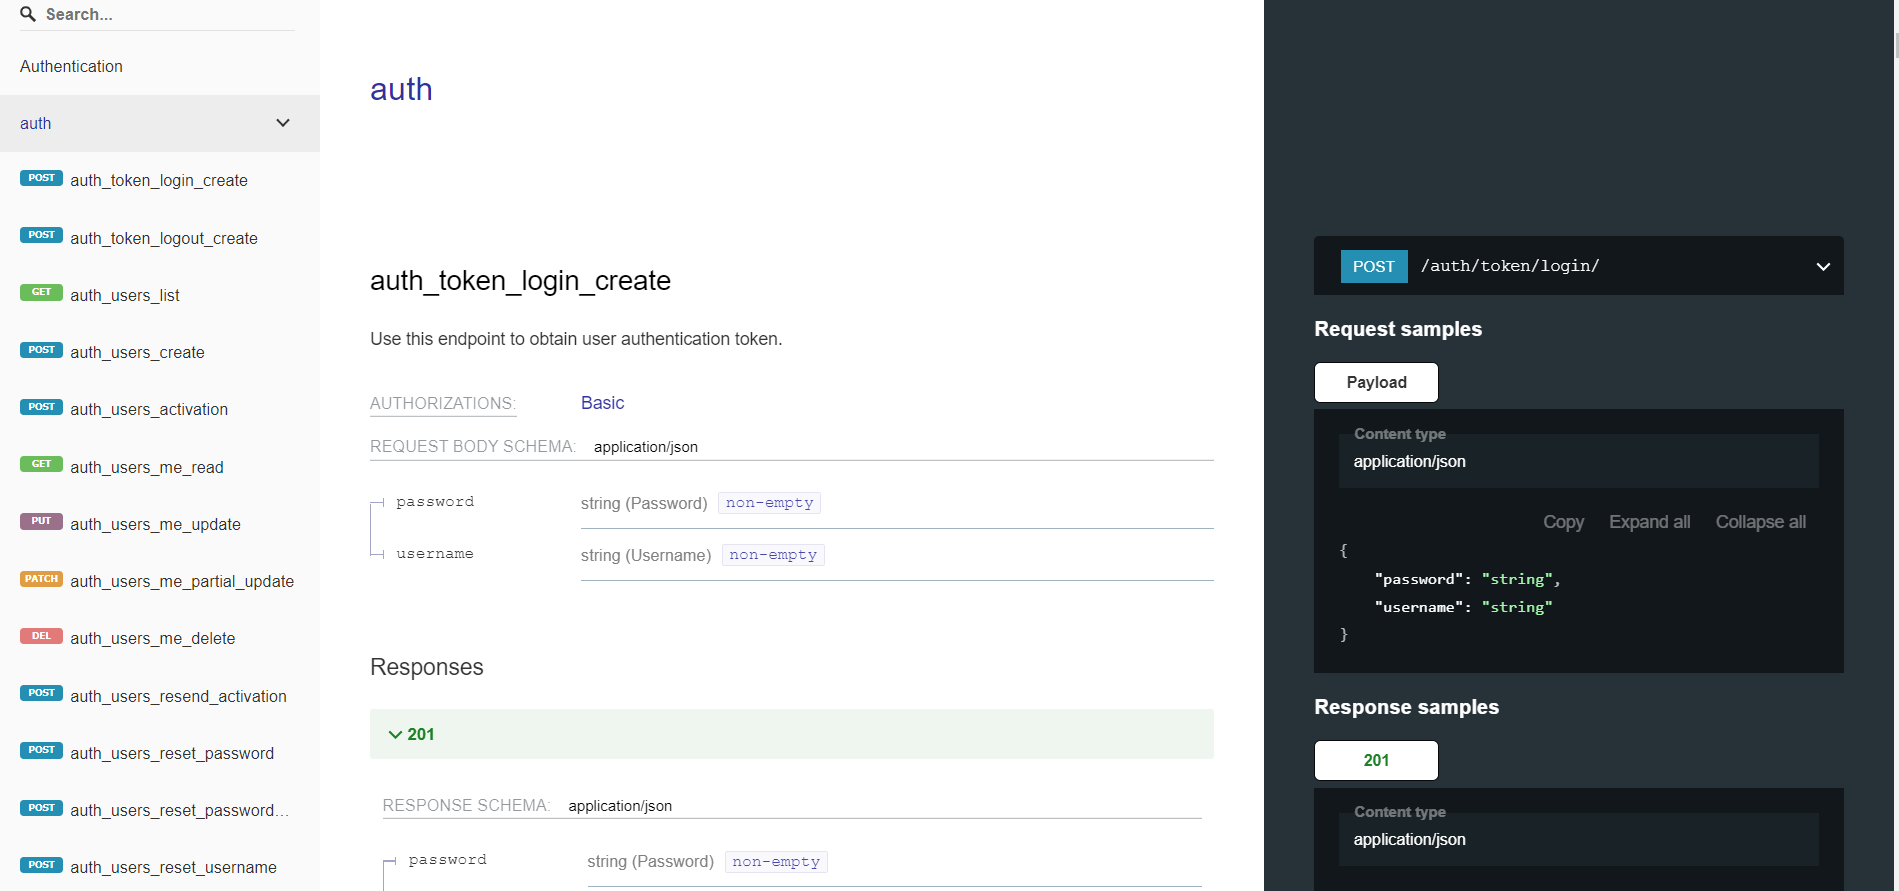 Search...
Authentication
auth
POST auth_token_login_create
POST auth_token_logout_create
GET auth_users_list
POST auth_users_create
POST auth_users_activation
GET auth_users_me_read
PUT auth_users_me_update
PATCH auth_users_me_partial_update
DEL auth_users_me_delete
POST auth_users_resend_activation
POST auth_users_reset_password
POST auth_users_reset_password...
POST auth_users_reset_username
auth
auth_token_login_create
Use this endpoint to obtain user authentication token.
AUTHORIZATIONS: Basic
REQUEST BODY SCHEMA: application/json
password string (Password) non-empty
username string (Username) non-empty
Responses
201
RESPONSE SCHEMA: application/json
password string (Password) non-empty
POST /auth/token/login/
Request samples
Payload
Content type
application/json
Copy Expand all Collapse all
{
"password": "string",
"username": "string"
}
Response samples
201
Content type
application/json